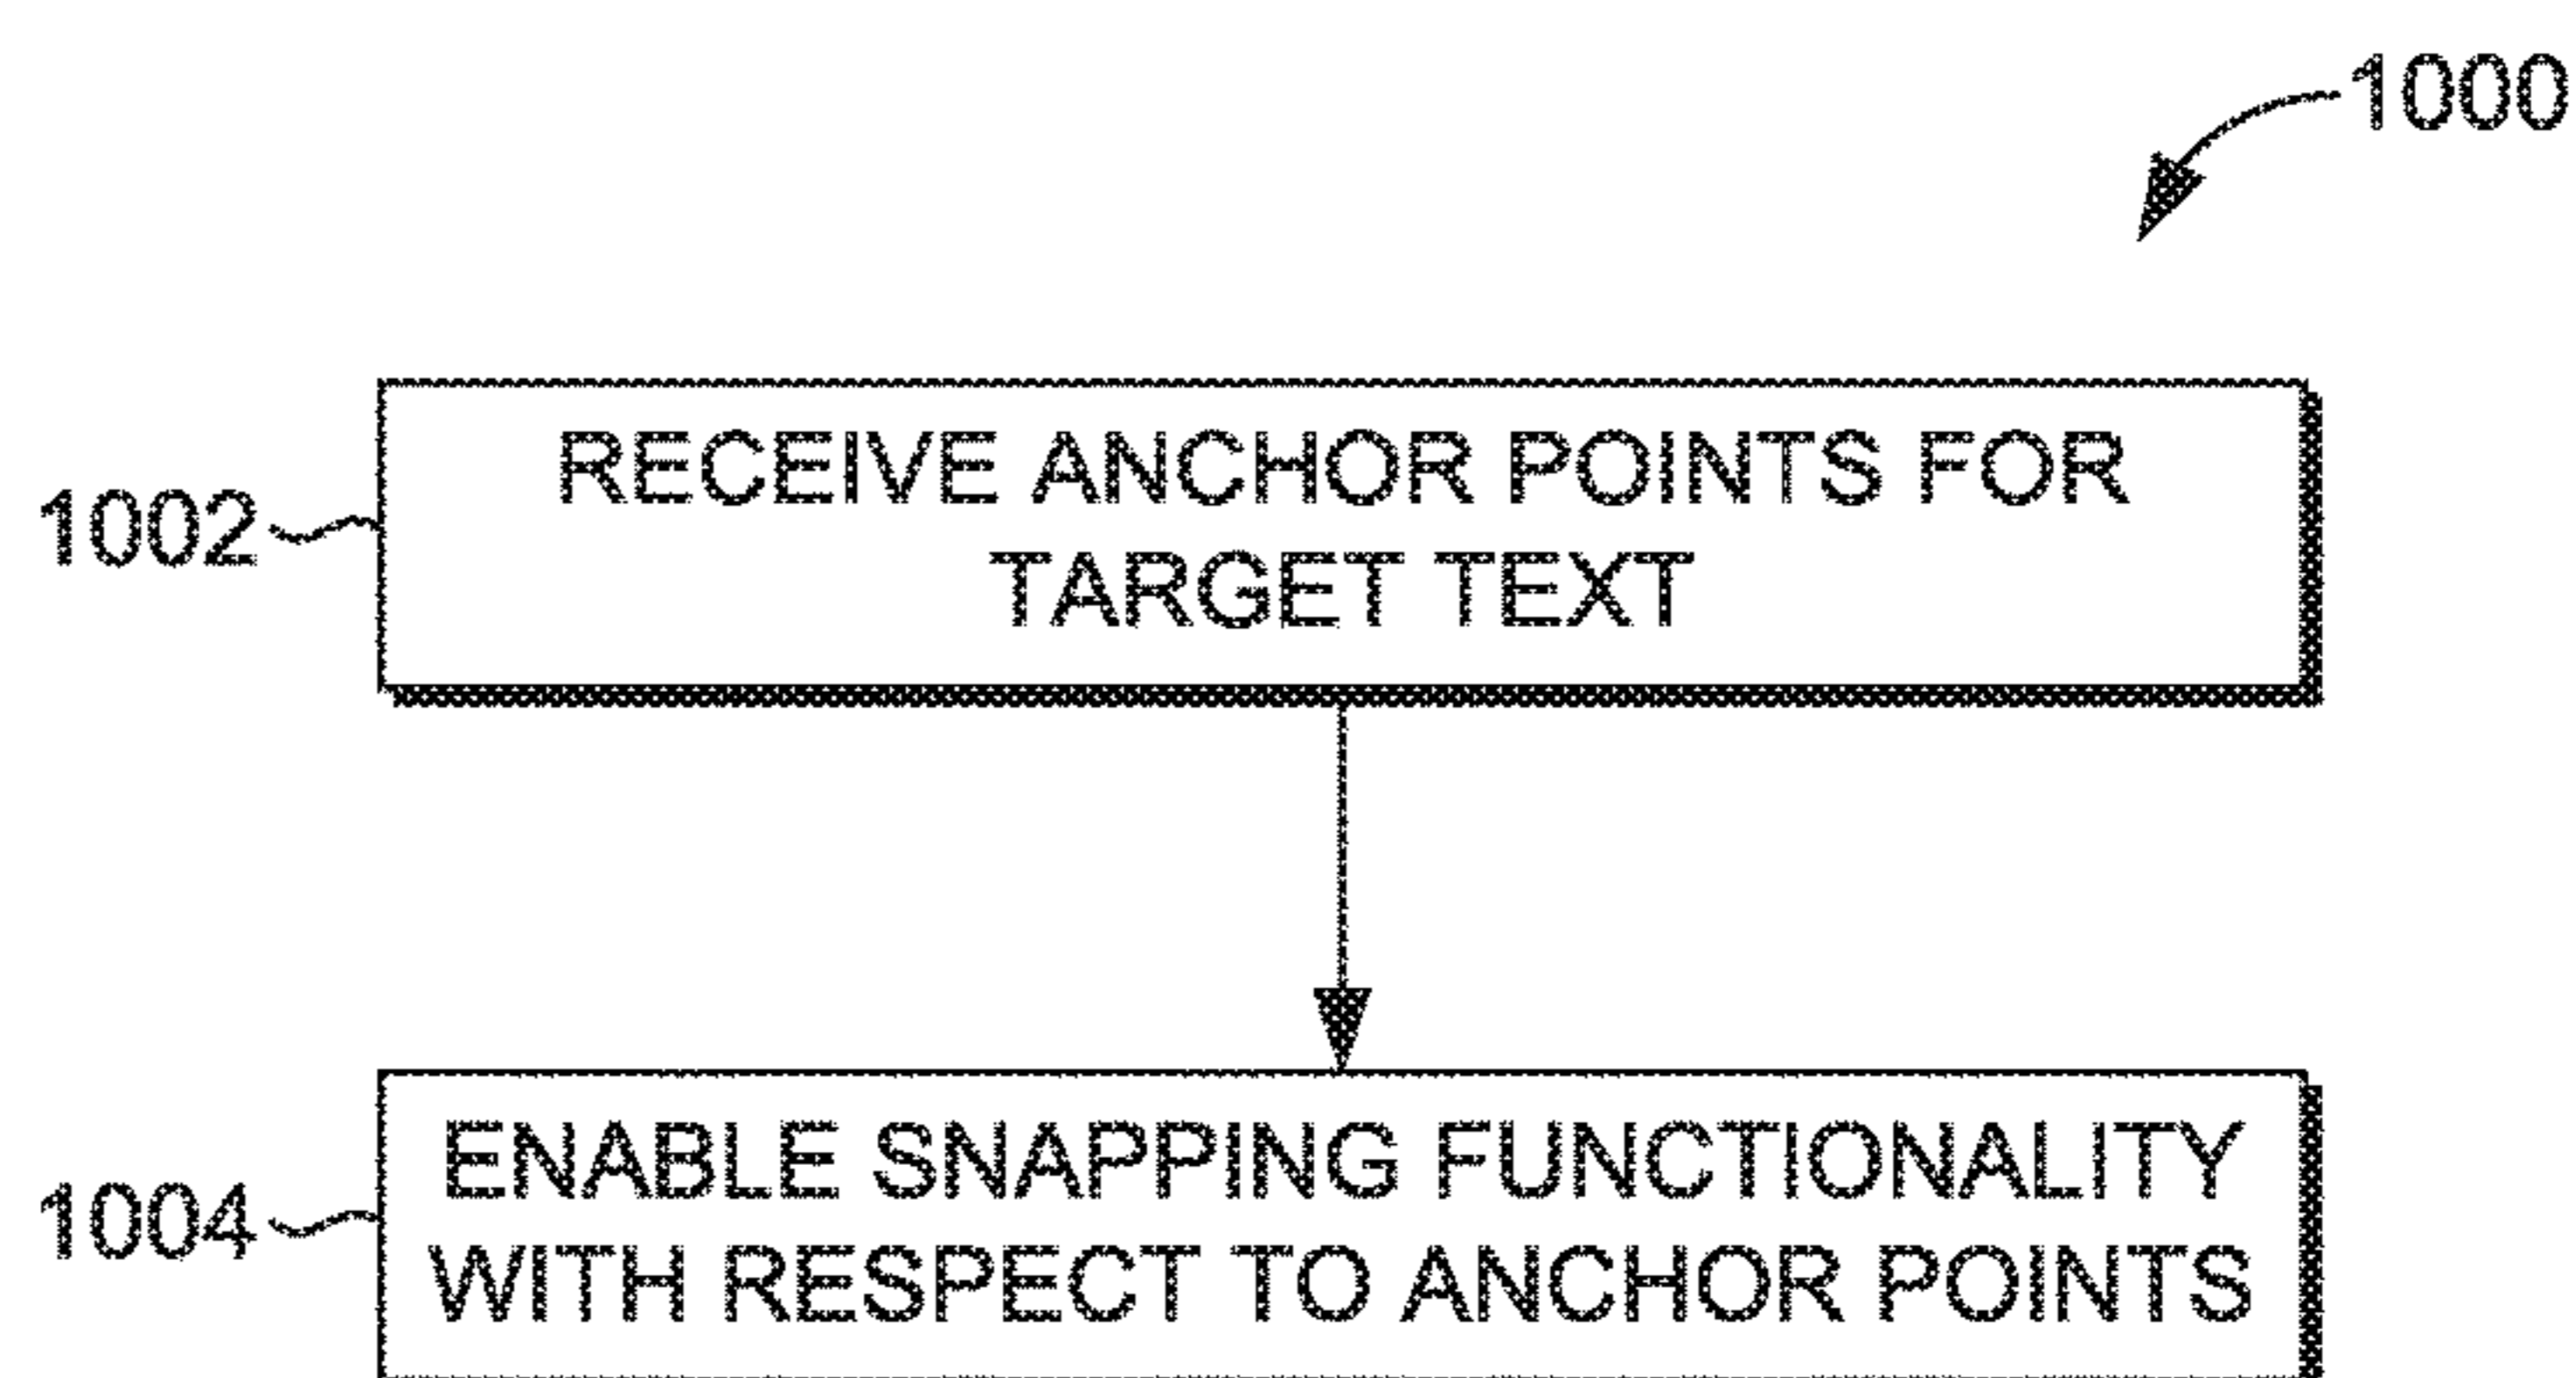 1000
1002
RECEIVE ANCHOR POINTS FOR
TARGET TEXT
1004
ENABLE SNAPPING FUNCTIONALITY
WITH RESPECT TO ANCHOR POINTS